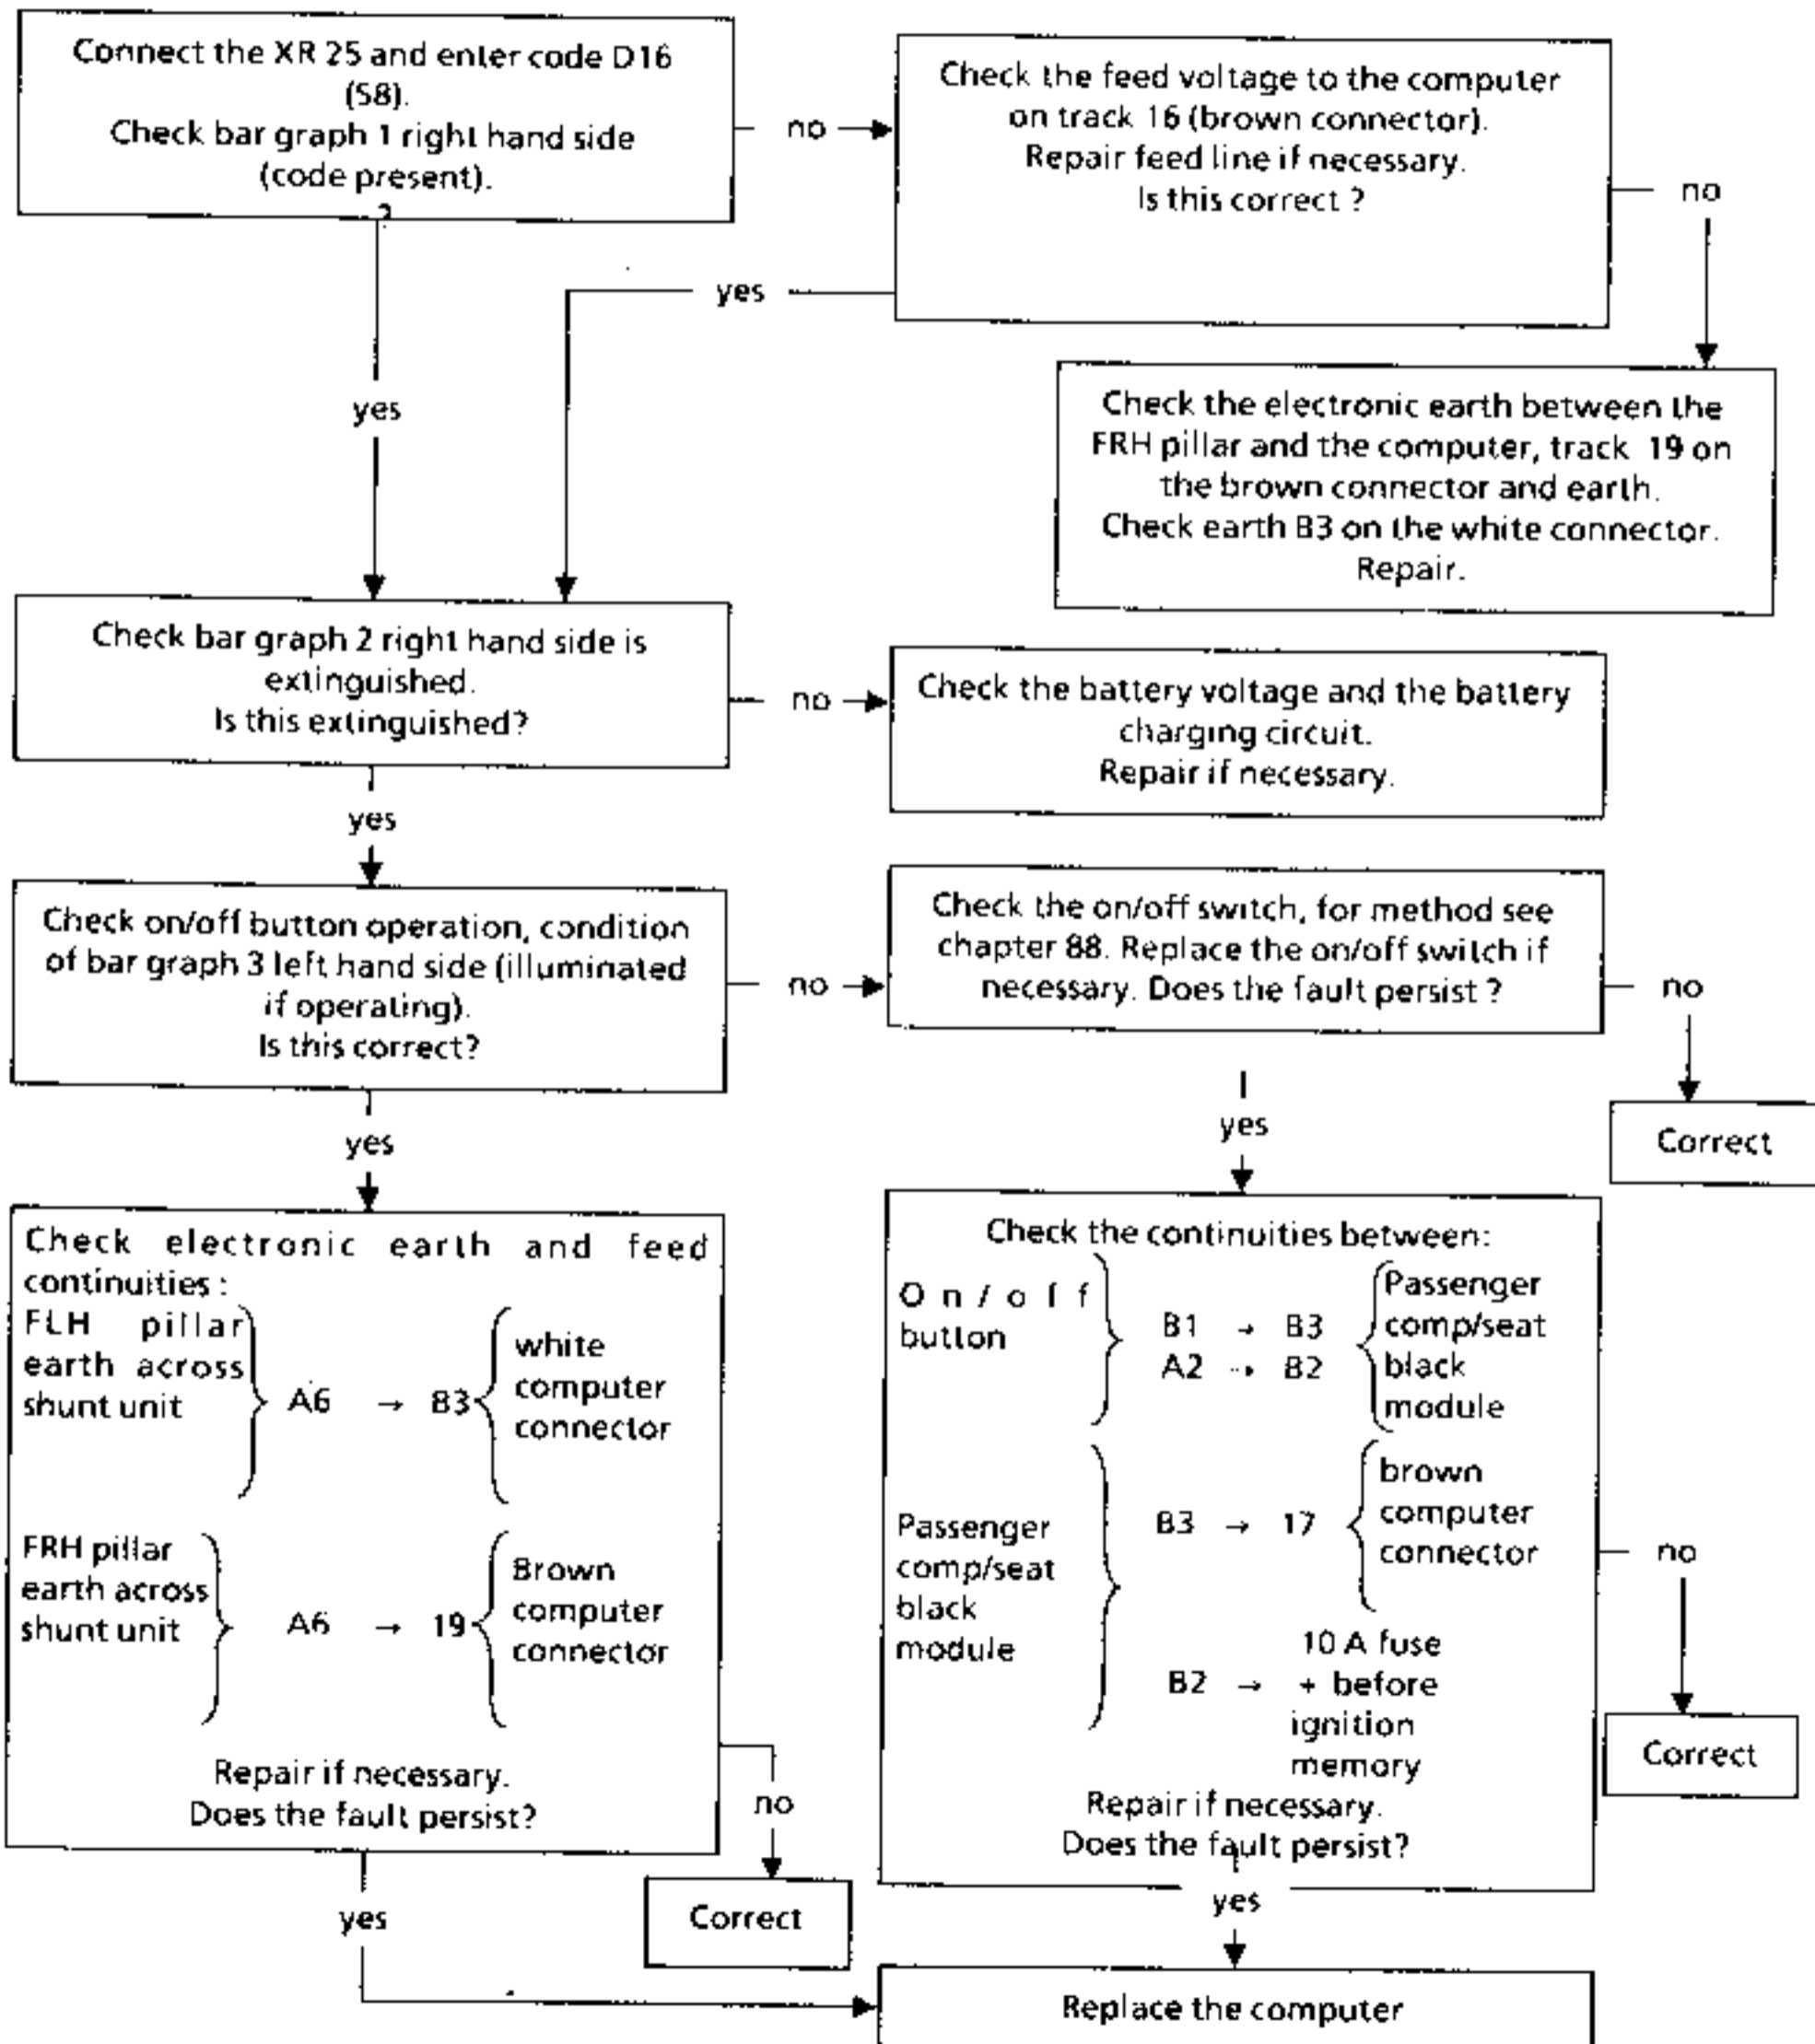 Connect the XR 25 and enter code D16
(S8).
Check bar graph 1 right hand side
(code present).
?
no
Check the feed voltage to the computer
on track 16 (brown connector).
Repair feed line if necessary.
Is this correct ?
no
yes
yes
Check the electronic earth between the
FRH pillar and the computer, track 19 on
the brown connector and earth.
Check earth B3 on the white connector.
Repair.
Check bar graph 2 right hand side is
extinguished.
Is this extinguished?
no
Check the battery voltage and the battery
charging circuit.
Repair if necessary.
yes
Check on/off button operation, condition
of bar graph 3 left hand side (illuminated
if operating).
Is this correct?
no
Check the on/off switch, for method see
chapter 88. Replace the on/off switch if
necessary. Does the fault persist ?
no
Correct
yes
yes
Check electronic earth and feed
continuities :
FLH pillar
earth across
shunt unit
A6 → B3
white
computer
connector
FRH pillar
earth across
shunt unit
A6 → 19
Brown
computer
connector
Repair if necessary.
Does the fault persist?
no
Correct
yes
Check the continuities between:
On/off
button
B1 → B3
A2 → B2
Passenger
comp/seat
black
module
Passenger
comp/seat
black
module
B3 → 17
brown
computer
connector
B2 → 10 A fuse
+ before
ignition
memory
Repair if necessary.
Does the fault persist?
no
Correct
yes
Replace the computer